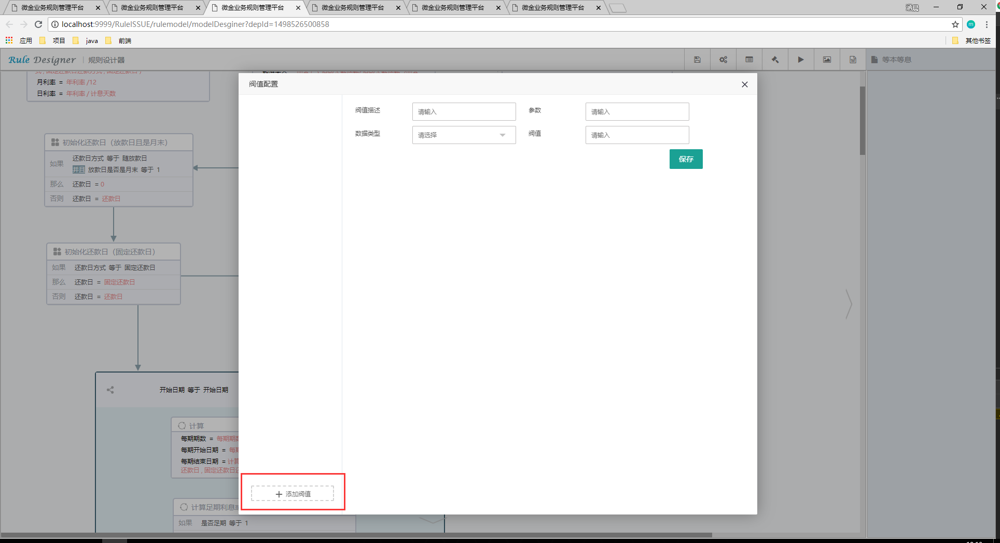 微金业务规则管理平台 微金业务规则管理平台 微金业务规则管理平台 微金业务规则管理平台 微金业务规则管理平台 微金业务规则管理平台 涵晨
localhost:9999/RuleISSUE/rulemodel/modelDesginer?depId=1498526500858
应用 项目 java 前端 其他书签
Rule Designer 规则设计器 等本等息
月利率 = 年利率 /12
日利率 = 年利率 / 计息天数
初始化还款日（放款日且是月末）
如果 还款日方式 等于 随放款日
并且 放款日是否是月末 等于 1
那么 还款日 = 0
否则 还款日 = 还款日
初始化还款日（固定还款日）
如果 还款日方式 等于 固定还款日
那么 还款日 = 固定还款日
否则 还款日 = 还款日
开始日期 等于 开始日期
计算
每期期数 = 每期期数
每期开始日期 = 每期
每期结束日期 = 计算
还款日 , 固定还款日还
计算足期利息或
如果 是否足期 等于 1
阀值配置
阀值描述 请输入 参数 请输入
数据类型 请选择 阀值 请输入
保存
添加阀值